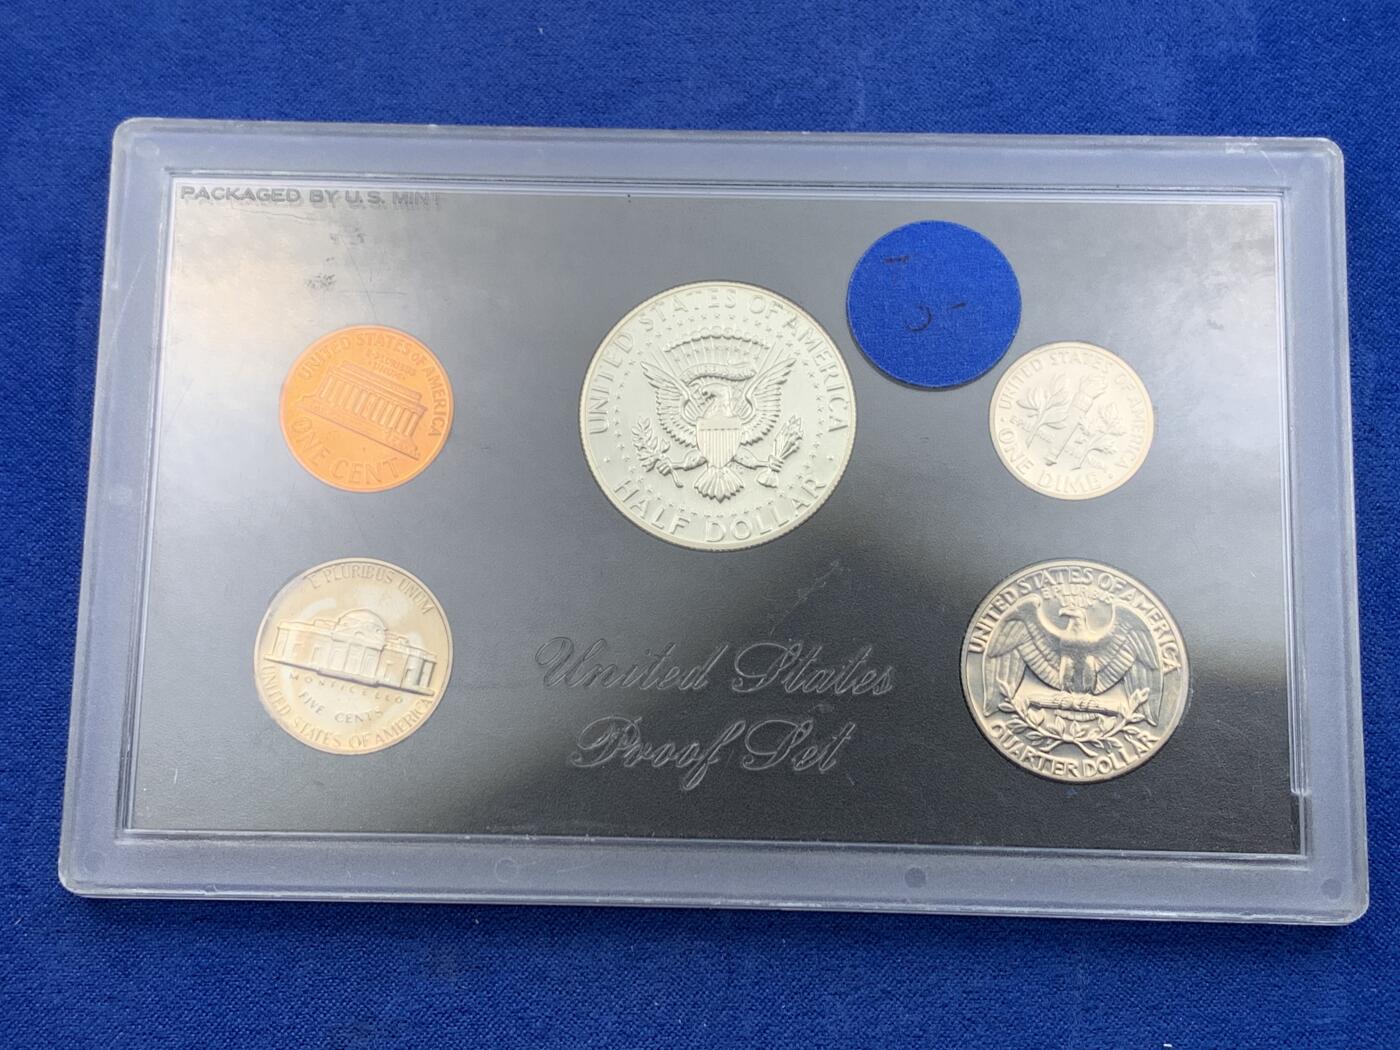 PACKAGED BY U.S. MINT
UNITED STATES OF AMERICA
E·PLURIBUS
UNUM
ONE CENT
UNITED STATES OF AMERICA
HALF DOLLAR
UNITED STATES OF AMERICA
ONE DIME
E PLURIBUS UNUM
MONTICELLO
FIVE CENTS
UNITED STATES OF AMERICA
UNITED STATES OF AMERICA
E PLURIBUS
QUARTER DOLLAR
United States
Proof Set